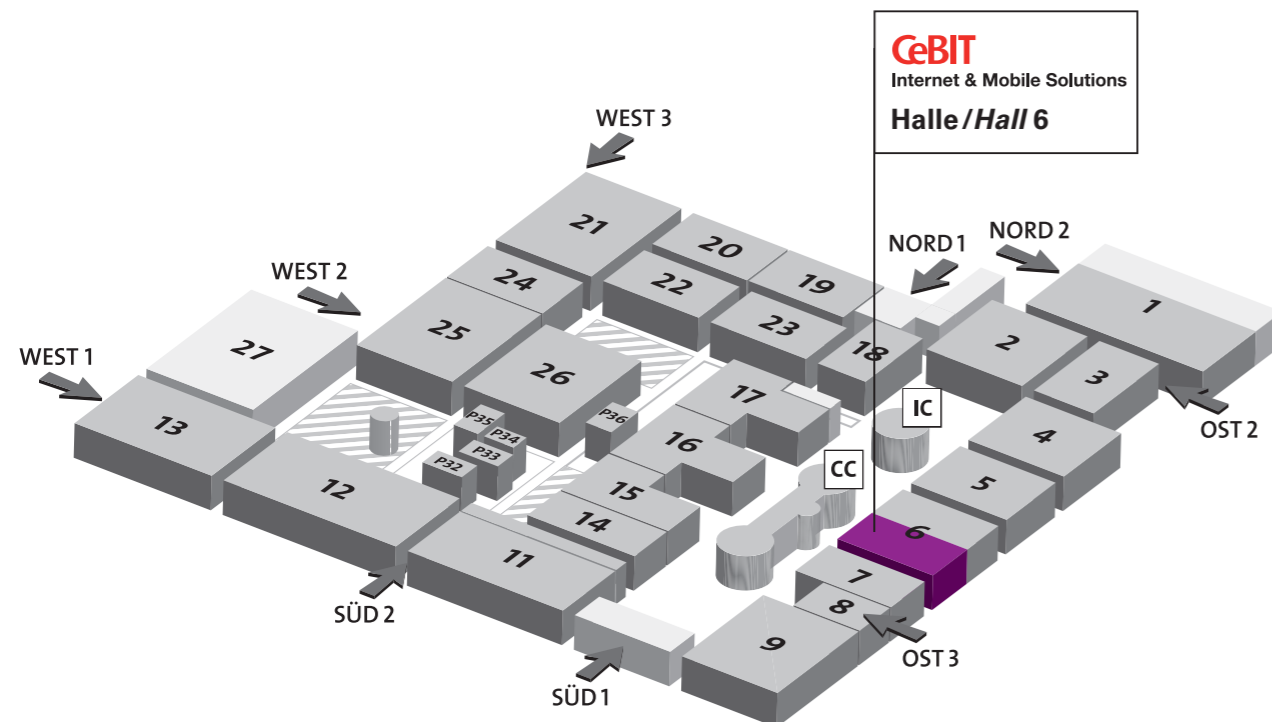 CeBIT
Internet & Mobile Solutions
Halle/Hall 6
WEST 3
NORD 1
NORD 2
WEST 2
WEST 1
21
20
19
1
24
22
27
25
23
18
2
3
26
17
IC
OST 2
13
P35
P34
P36
4
P33
P32
16
CC
5
12
15
14
6
11
7
8
SÜD 2
9
OST 3
SÜD 1